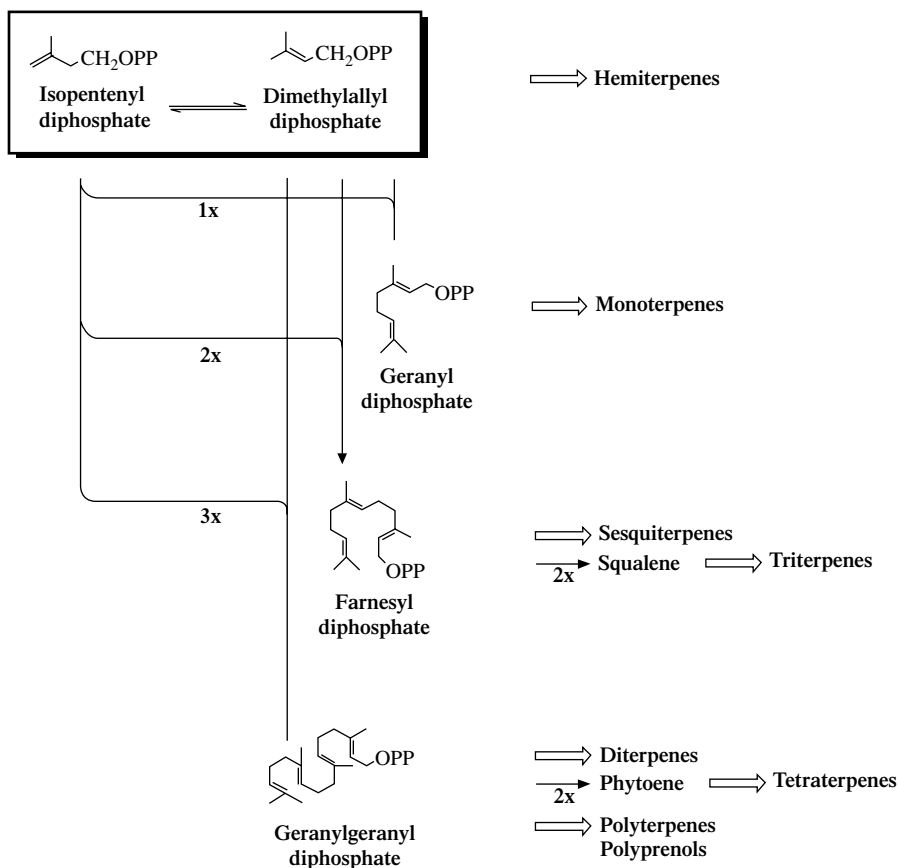 CH2OPP
CH2OPP
Isopentenyl
diphosphate
Dimethylallyl
diphosphate
Hemiterpenes
1x
OPP
Monoterpenes
2x
Geranyl
diphosphate
3x
Sesquiterpenes
2x
Squalene
Triterpenes
OPP
Farnesyl
diphosphate
OPP
Diterpenes
2x
Phytoene
Tetraterpenes
Geranylgeranyl
diphosphate
Polyterpenes
Polyprenols